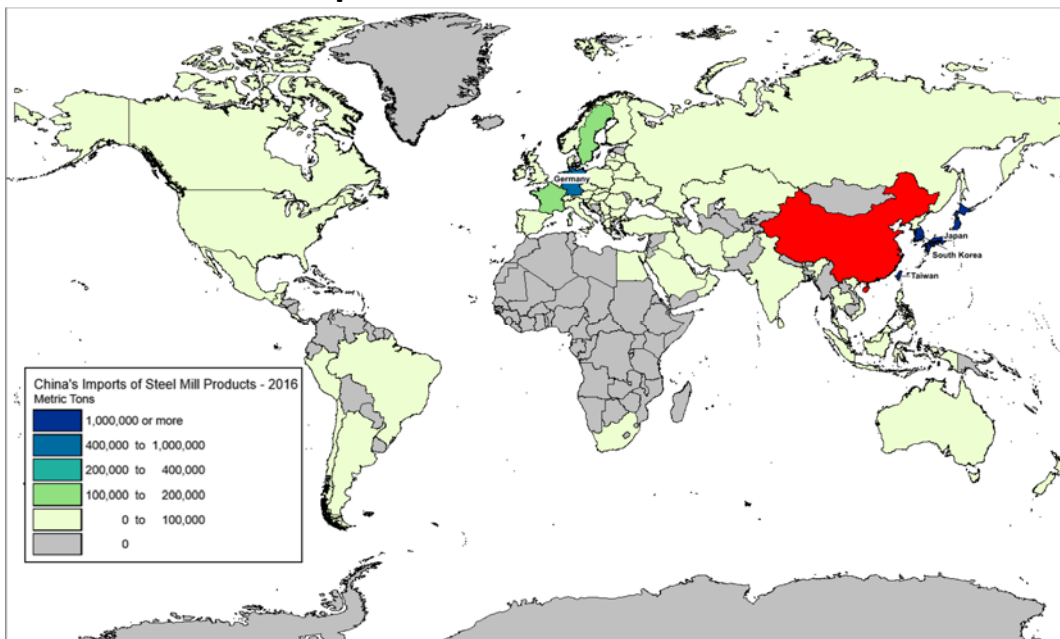 Germany
Japan
South Korea
Taiwan
China's Imports of Steel Mill Products - 2016
Metric Tons
1,000,000 or more
400,000 to 1,000,000
200,000 to 400,000
100,000 to 200,000
0 to 100,000
0